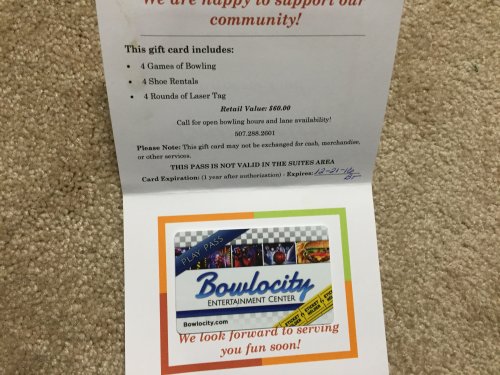 We are happy to support our
community!
This gift card includes:
• 4 Games of Bowling
• 4 Shoe Rentals
• 4 Rounds of Laser Tag
Retail Value: $60.00
Call for open bowling hours and lane availability!
507.288.2601
Please Note: This gift card may not be exchanged for cash, merchandise,
or other services.
THIS PASS IS NOT VALID IN THE SUITES AREA
Card Expiration: (1 year after authorization) - Expires: 12-21-16
PLAY PASS
Bowlocity
ENTERTAINMENT CENTER
Bowlocity.com
We look forward to serving
you fun soon!